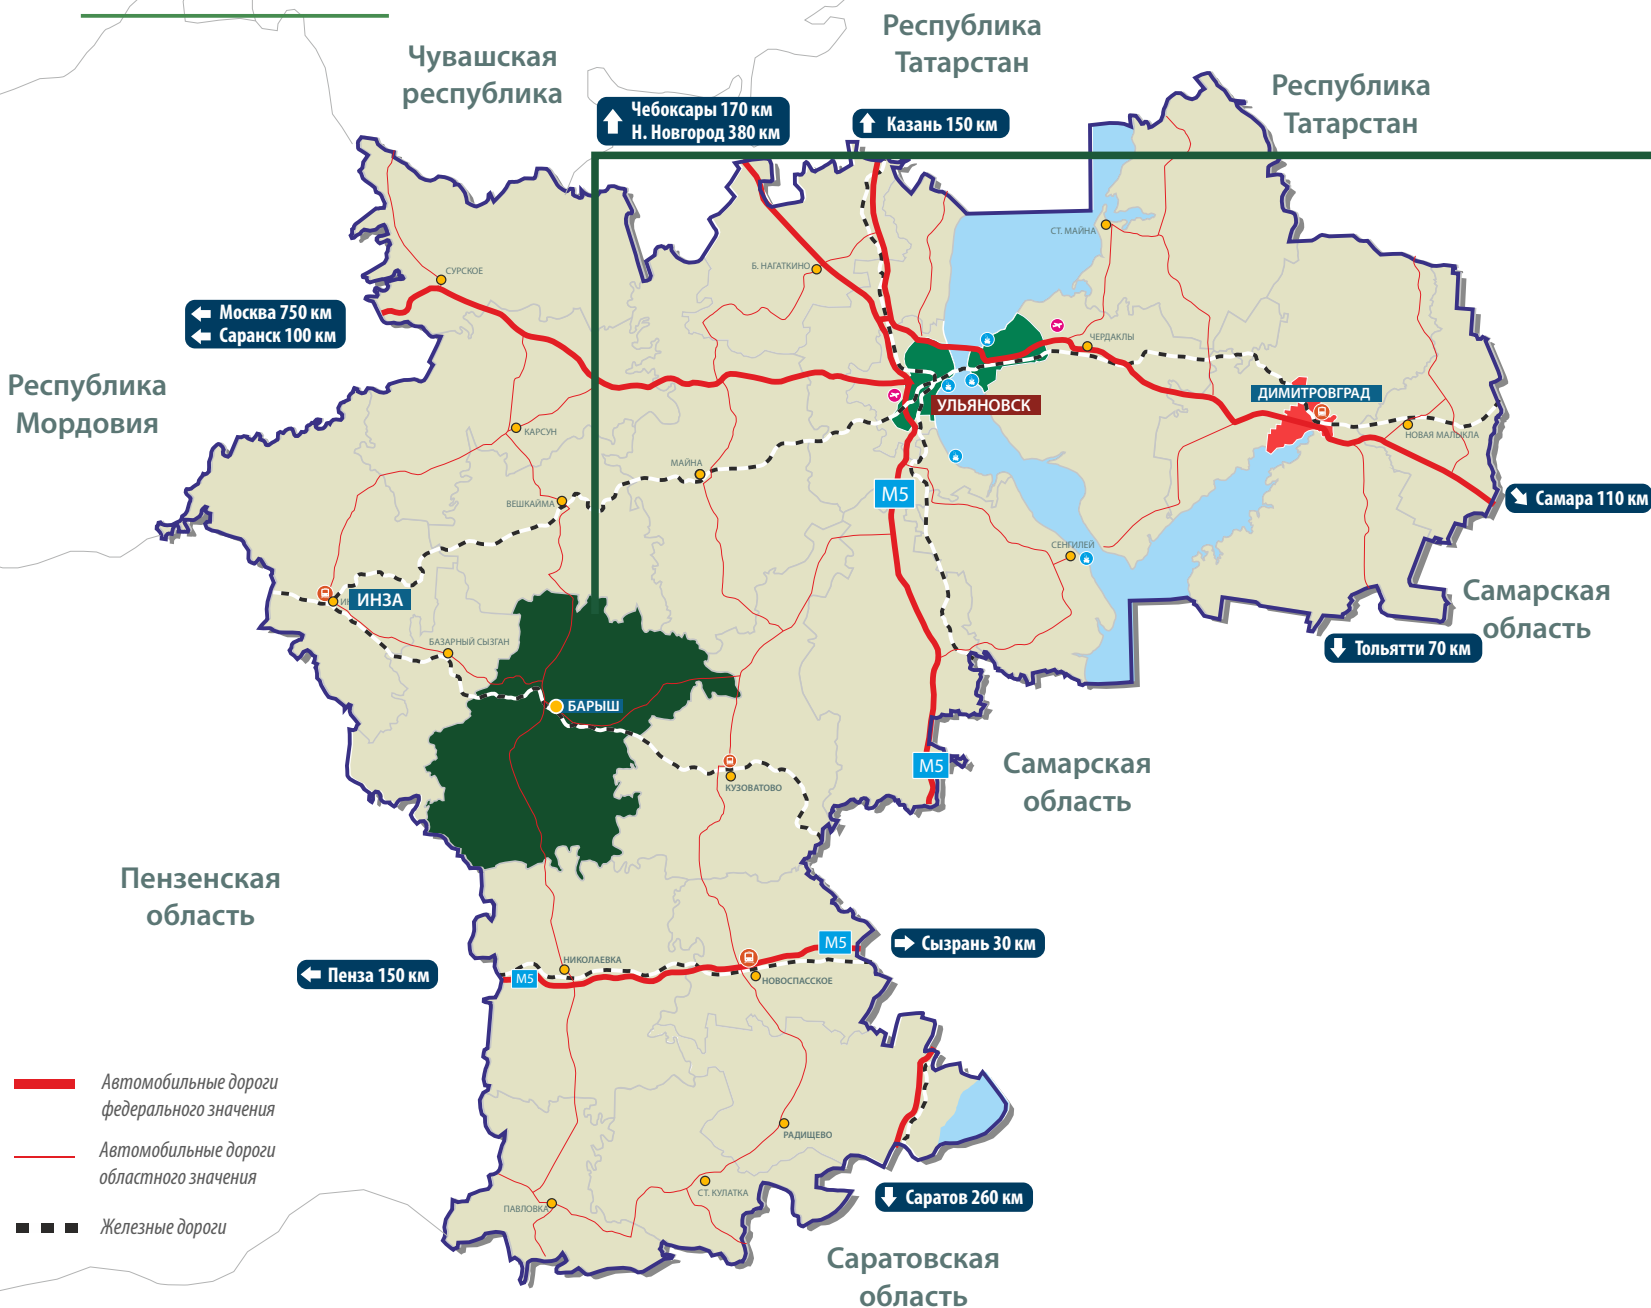 Республика
Татарстан
Чувашская
республика
Республика
Татарстан
Чебоксары 170 км
Н. Новгород 380 км
Казань 150 км
СТ. МАЙНА
Б. НАГАТКИНО
СУРСКОЕ
Москва 750 км
Саранск 100 км
ЧЕРДАКЛЫ
Республика
Мордовия
УЛЬЯНОВСК
ДИМИТРОВГРАД
КАРСУН
НОВАЯ МАЛЫКЛА
МАЙНА
М5
ВЕШКАЙМА
Самара 110 км
СЕНГИЛЕЙ
ИНЗА
Самарская
область
БАЗАРНЫЙ СЫЗГАН
Тольятти 70 км
БАРЫШ
М5
Самарская
область
КУЗОВАТОВО
Пензенская
область
М5
Сызрань 30 км
НИКОЛАЕВКА
Пенза 150 км
М5
НОВОСПАССКОЕ
Автомобильные дороги
федерального значения
РАДИЩЕВО
Автомобильные дороги
областного значения
СТ. КУЛАТКА
Саратов 260 км
ПАВЛОВКА
Железные дороги
Саратовская
область